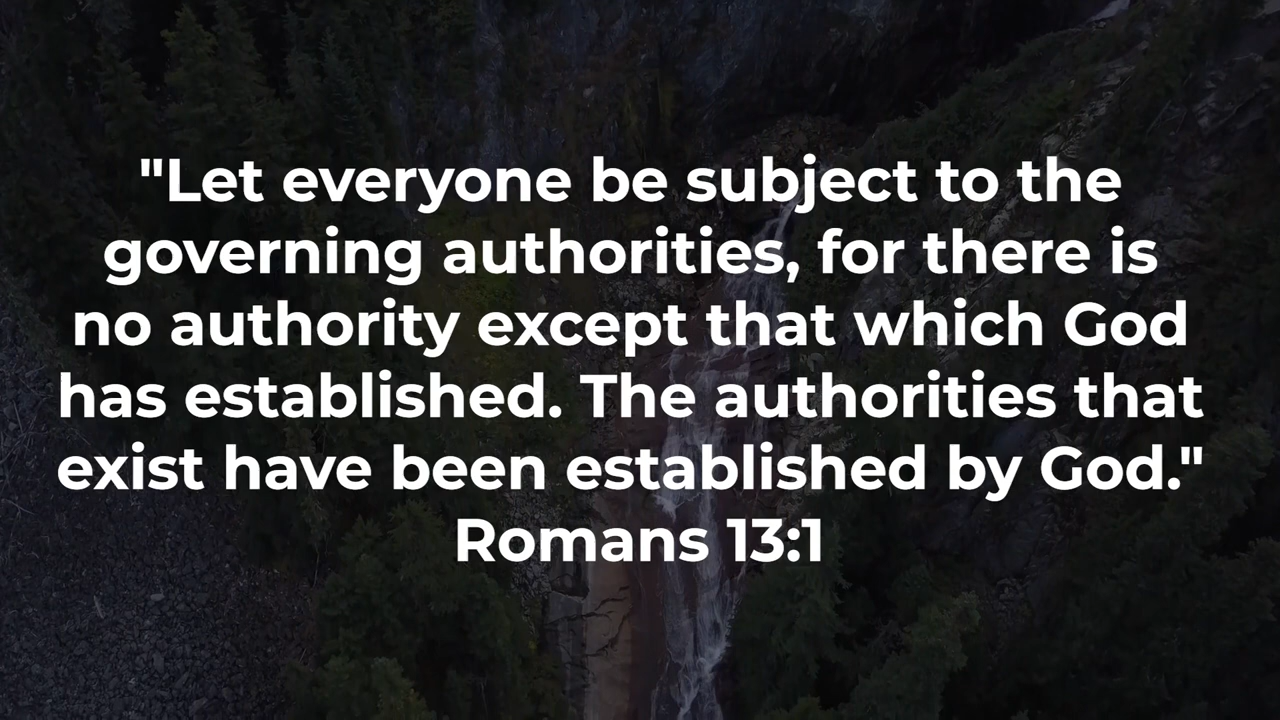 "Let everyone be subject to the
governing authorities, for there is
no authority except that which God
has established. The authorities that
exist have been established by God."
Romans 13:1